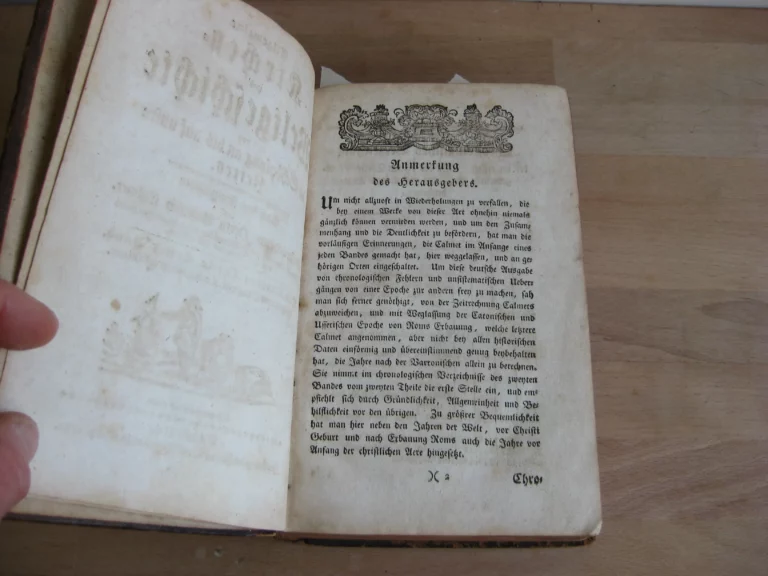 Anmerkung
des Herausgebers.
Um nicht allzuoft in Wiederholungen zu verfallen, die
bey einem Werke von dieser Art ohnehin niemals
gänzlich können vermieden werden, und um den Zusam
menhang und die Deutlichkeit zu befördern, hat man die
vorläufigen Erinnerungen, die Calmet im Anfange eines
jeden Bandes gemacht hat, hier weggelassen, und an ge
hörigen Orten eingeschaltet. Um diese deutsche Ausgabe
von chronologischen Fehlern und unsistematischen Ueber
gängen von einer Epoche zur andern frey zu machen, sah
man sich ferner genöthigt, von der Zeitrechnung Calmets
abzuweichen, und mit Weglassung der Catonischen und
Usserischen Epoche von Roms Erbauung, welche letztere
Calmet angenommen, aber nicht bey allen historischen
Daten einförmig und übereinstimmend genug beybehalten
hat, die Jahre nach der Varronischen allein zu berechnen.
Sie nimmt im chronologischen Verzeichnisse des zweyten
Bandes vom zweyten Theile die erste Stelle ein, und em=
pfiehlt sich durch Gründlichkeit, Allgemeinheit und Be=
hilflichkeit vor den übrigen. Zu größrer Bequemlichkeit
hat man hier neben den Jahren der Welt, vor Christi
Geburt und nach Erbauung Roms auch die Jahre vor
Anfang der christlichen Aere hingesetzt.
)( 2 Chro=